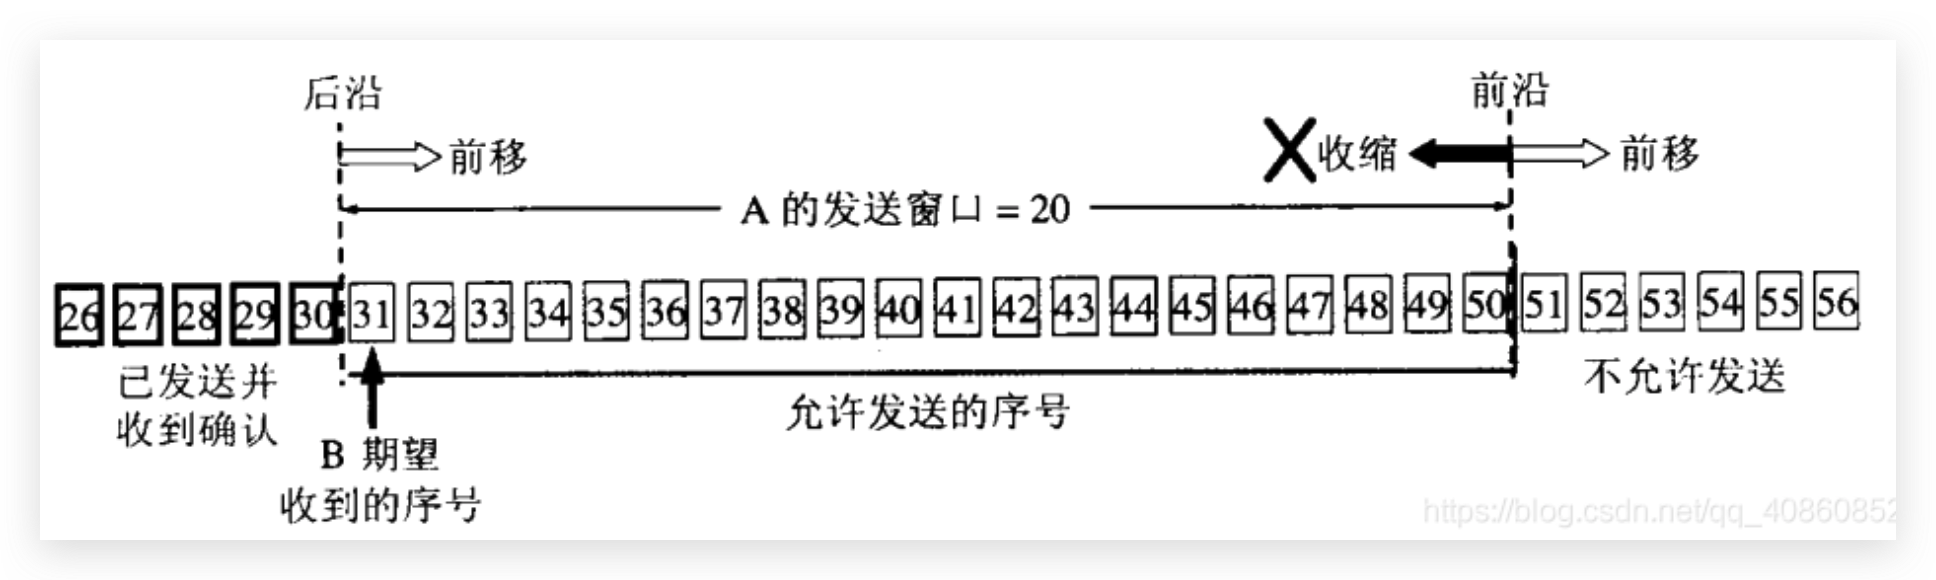 后沿
前沿
前移
收缩
前移
A 的发送窗口 = 20
26 27 28 29 30 31 32 33 34 35 36 37 38 39 40 41 42 43 44 45 46 47 48 49 50 51 52 53 54 55 56
已发送并
收到确认
允许发送的序号
不允许发送
B 期望
收到的序号
https://blog.csdn.net/qq_40860852